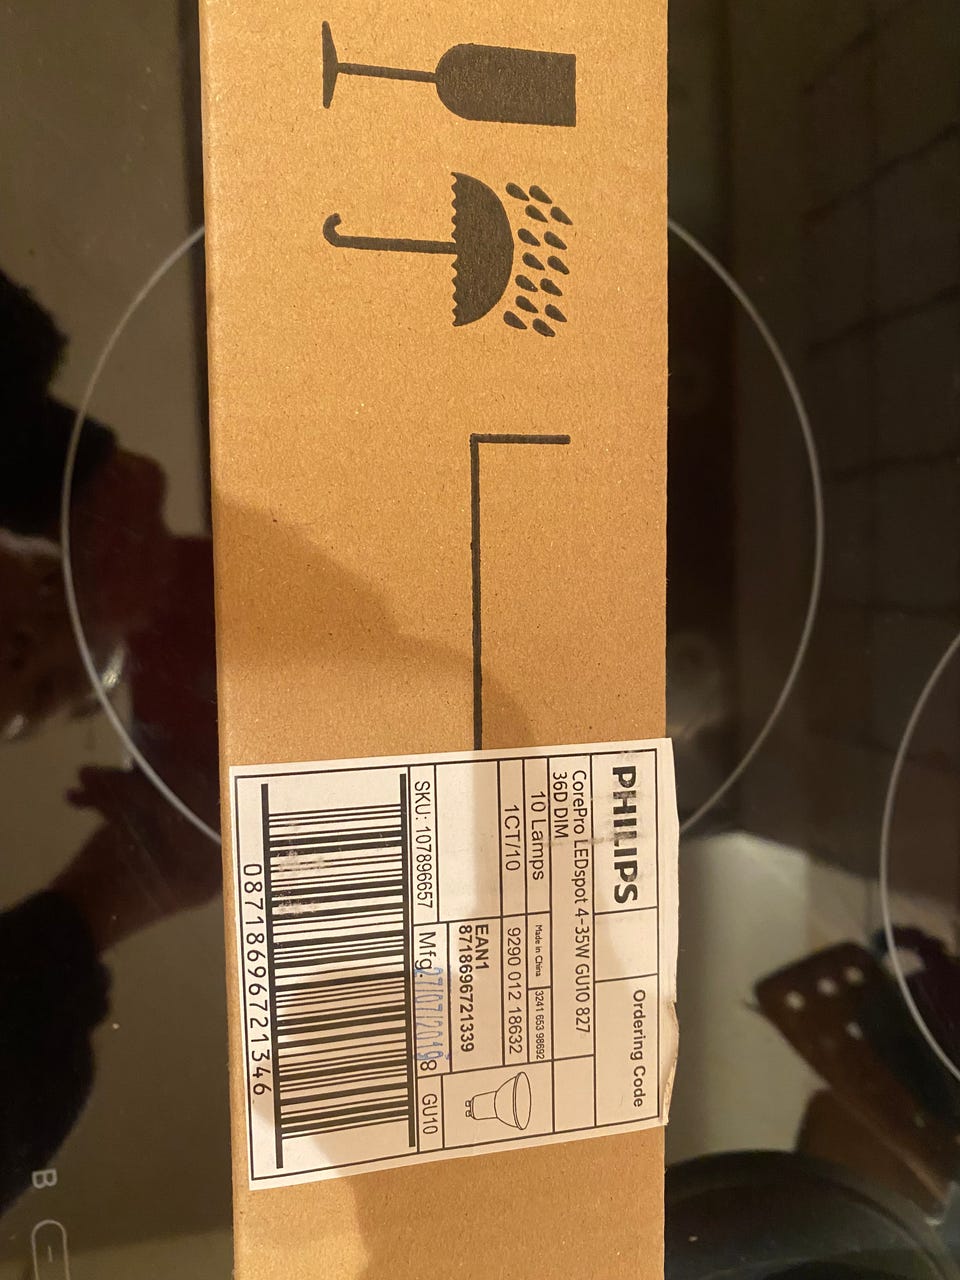 PHILIPS
Ordering Code
CorePro LEDspot 4-35W GU10 827
36D DIM
10 Lamps
Made in China
3241 653 98692
1CT/10
9290 012 18632
EAN1
8718696721339
SKU: 107896657
Mfg.
GU10
08718696721346
B